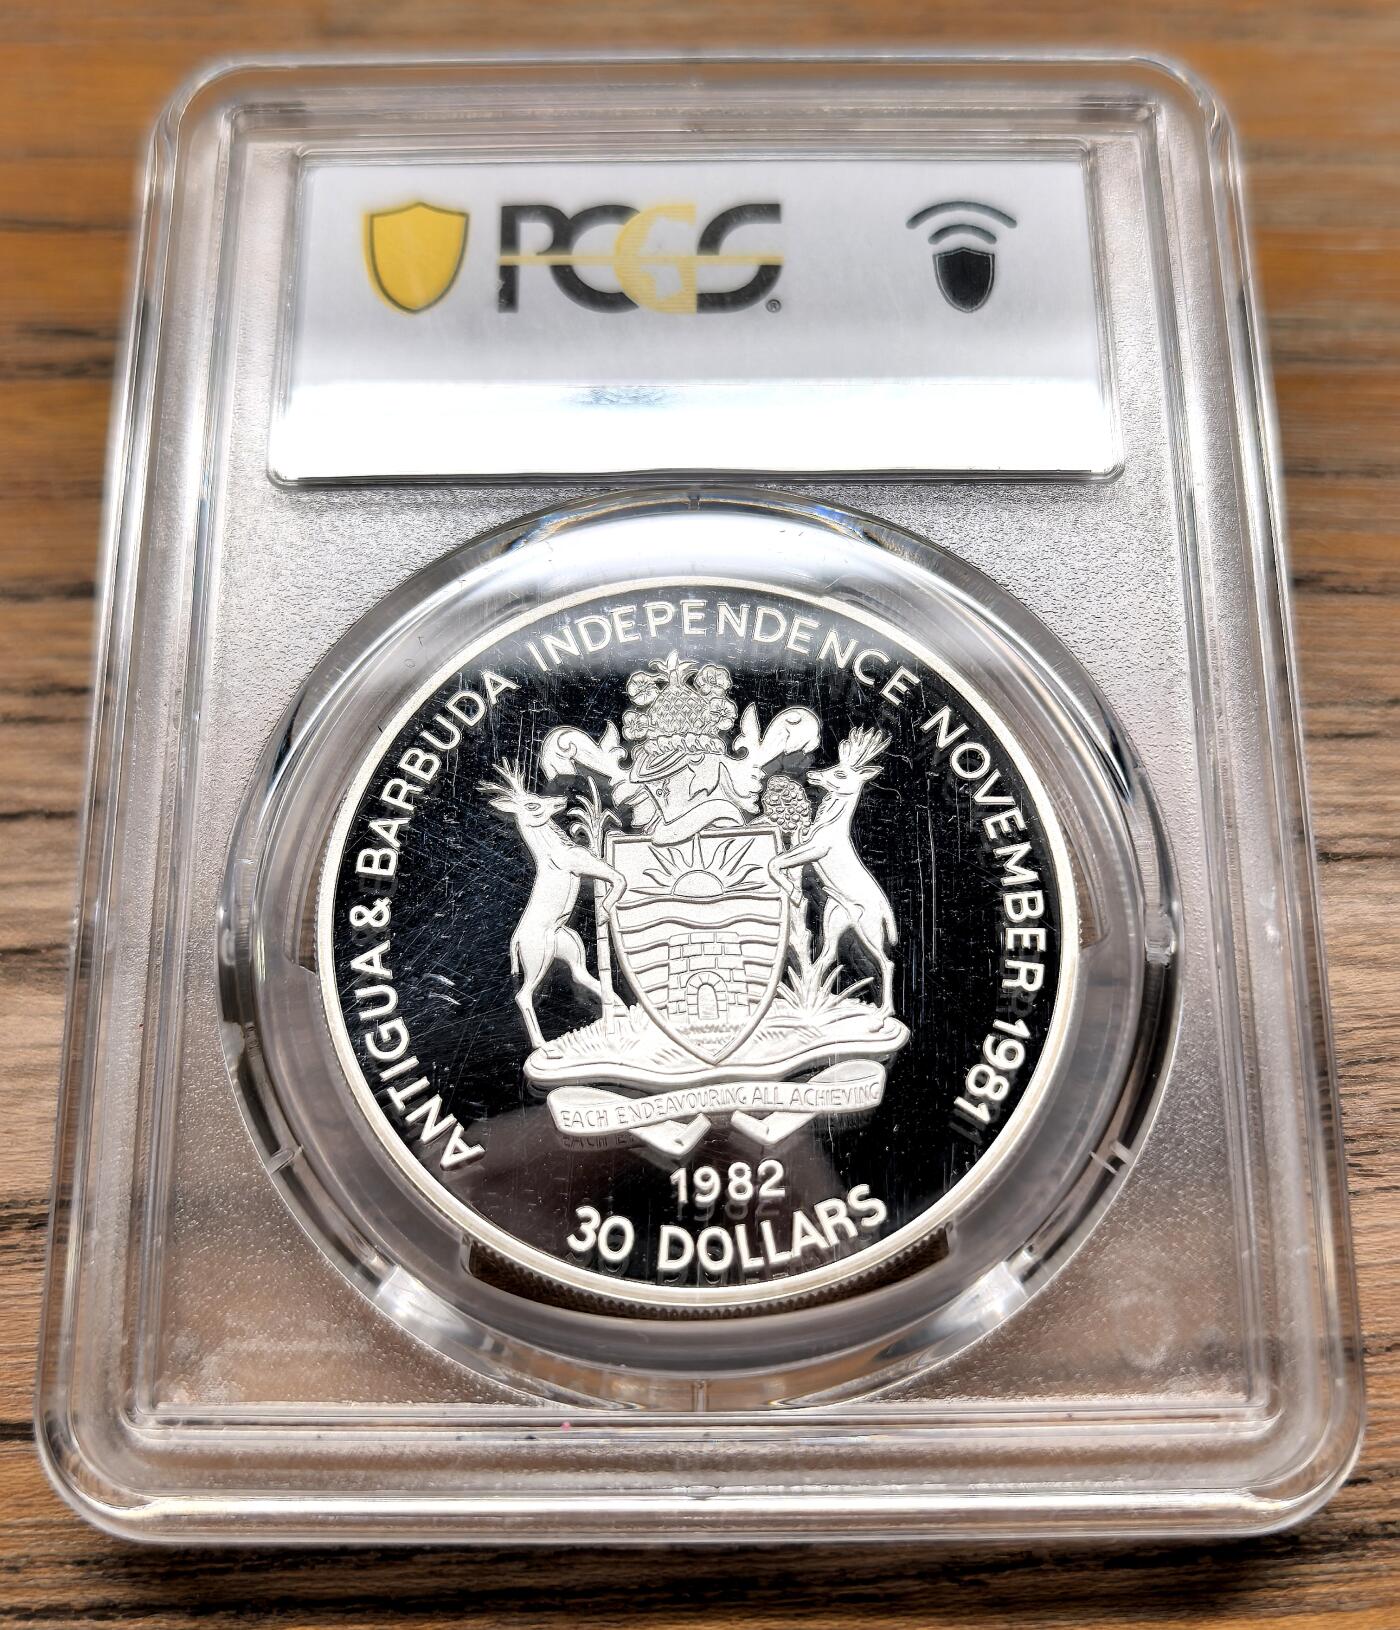 PCGS®
ANTIGUA & BARBUDA INDEPENDENCE NOVEMBER 1981
EACH ENDEAVOURING ALL ACHIEVING
1982
30 DOLLARS